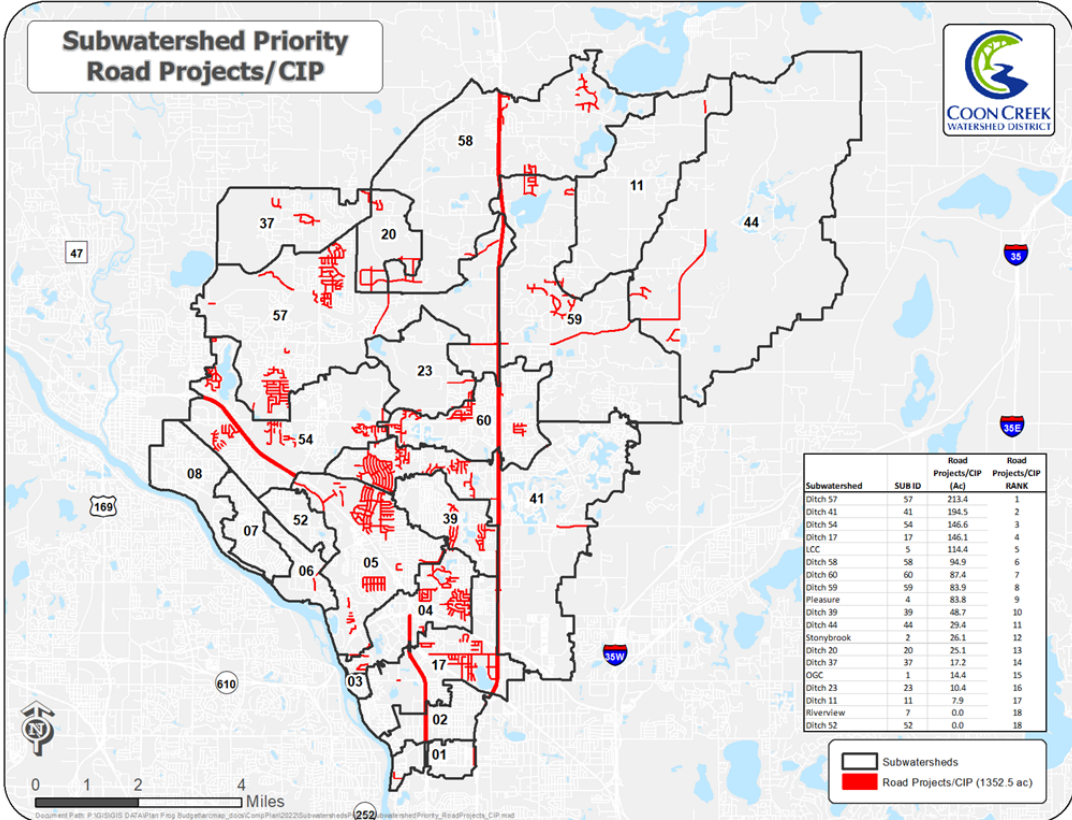 Subwatershed Priority
Road Projects/CIP
COON CREEK
WATERSHED DISTRICT
58
11
44
37
20
47
35
57
59
23
60
54
35E
08
41
169
52
39
07
05
06
04
35W
17
03
610
02
01
252
Road Road
Projects/CIP Projects/CIP
Subwatershed SUB ID (Ac) RANK
Ditch 57 57 213.4 1
Ditch 41 41 194.5 2
Ditch 54 54 146.6 3
Ditch 17 17 146.1 4
LCC 5 114.4 5
Ditch 58 58 94.9 6
Ditch 60 60 87.4 7
Ditch 59 59 83.9 8
Pleasure 4 83.8 9
Ditch 39 39 48.7 10
Ditch 44 44 29.4 11
Stonybrook 2 26.1 12
Ditch 20 20 25.1 13
Ditch 37 37 17.2 14
OGC 1 14.4 15
Ditch 23 23 10.4 16
Ditch 11 11 7.9 17
Riverview 7 0.0 18
Ditch 52 52 0.0 18
Subwatersheds
Road Projects/CIP (1352.5 ac)
N
0 1 2 4
Miles
Document Path: